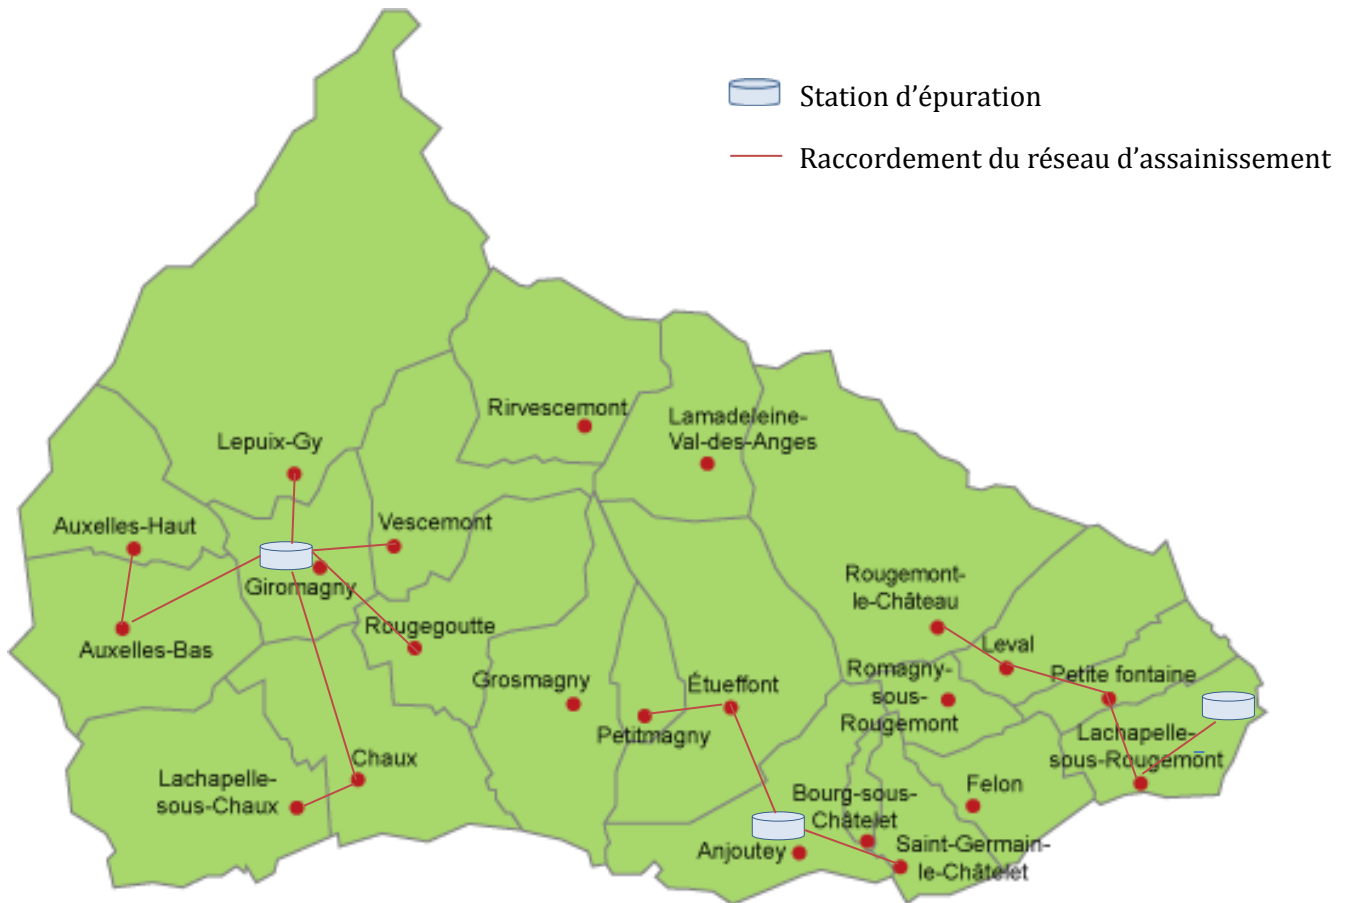 Station d'épuration
Raccordement du réseau d'assainissement
Rirvescemont
Lamadeleine-
Val-des-Anges
Lepuix-Gy
Auxelles-Haut
Vescemont
Giromagny
Auxelles-Bas
Rougegoutte
Rougemont-
le-Château
Leval
Grosmagny
Étueffont
Petitmagny
Romagny-
sous-
Rougemont
Petite fontaine
Lachapelle-
sous-Rougemont
Chaux
Lachapelle-
sous-Chaux
Felon
Bourg-sous-
Châtelet
Anjoutey
Saint-Germain-
le-Châtelet